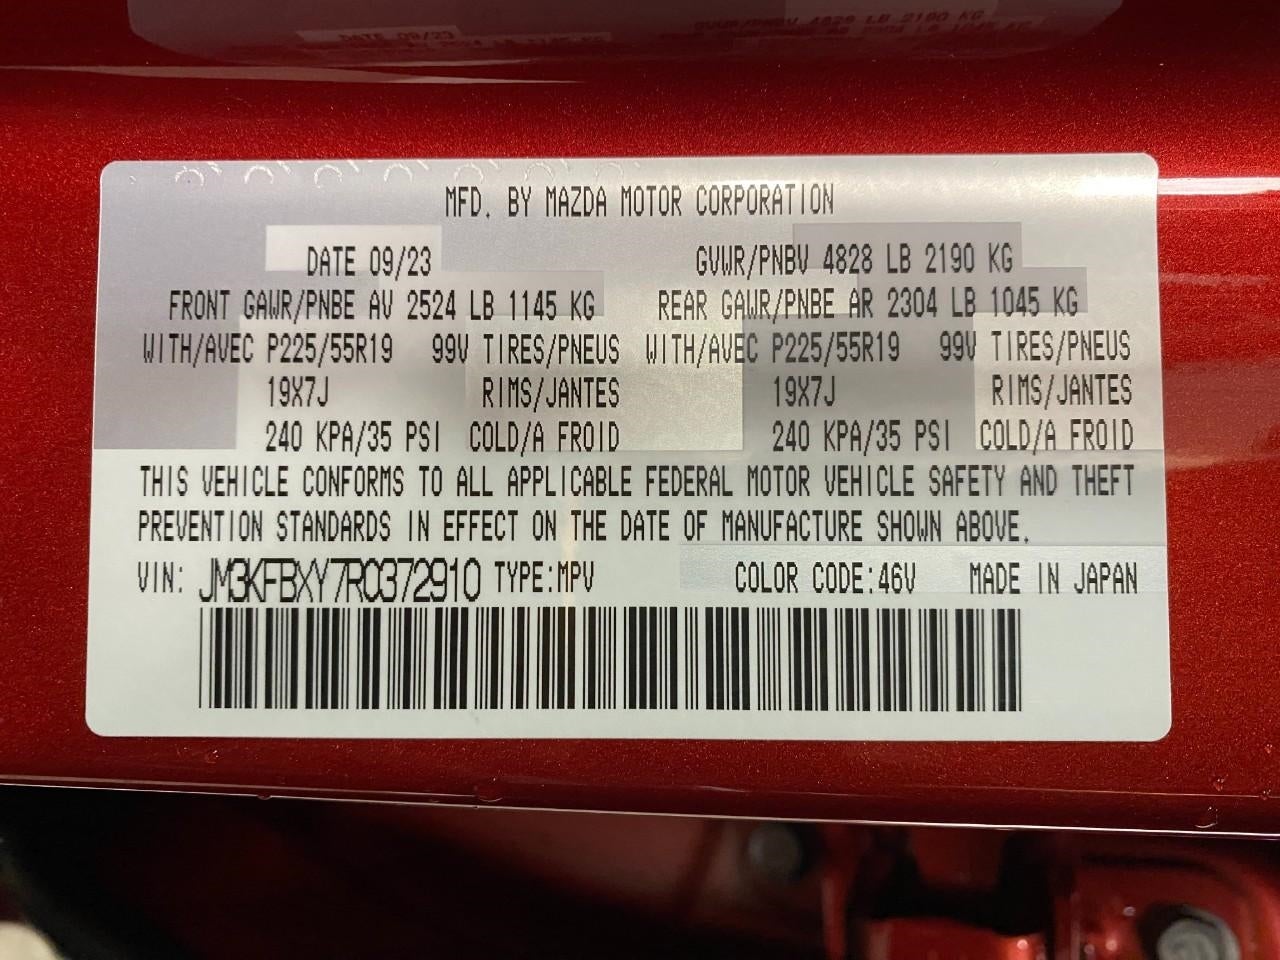 MFD. BY MAZDA MOTOR CORPORATION
DATE 09/23 GVWR/PNBV 4828 LB 2190 KG
FRONT GAWR/PNBE AV 2524 LB 1145 KG REAR GAWR/PNBE AR 2304 LB 1045 KG
WITH/AVEC P225/55R19 99V TIRES/PNEUS WITH/AVEC P225/55R19 99V TIRES/PNEUS
19X7J RIMS/JANTES 19X7J RIMS/JANTES
240 KPA/35 PSI COLD/A FROID 240 KPA/35 PSI COLD/A FROID
THIS VEHICLE CONFORMS TO ALL APPLICABLE FEDERAL MOTOR VEHICLE SAFETY AND THEFT
PREVENTION STANDARDS IN EFFECT ON THE DATE OF MANUFACTURE SHOWN ABOVE.
VIN: JM3KFBXY7R0372910 TYPE:MPV COLOR CODE:46V MADE IN JAPAN